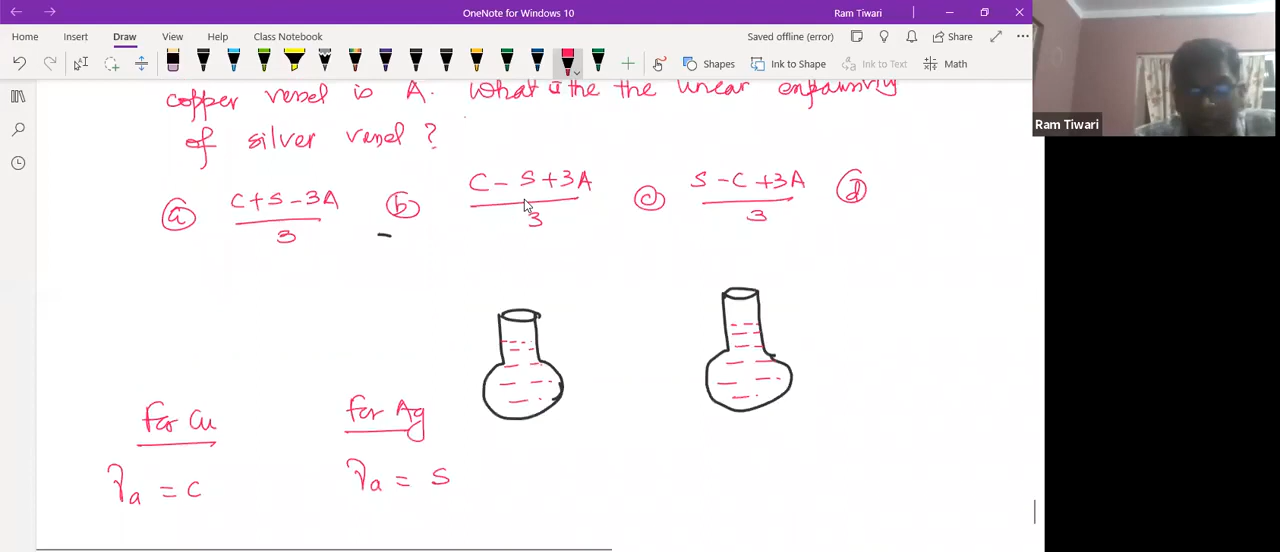 OneNote for Windows 10
Ram Tiwari
Home Insert Draw View Help Class Notebook
Saved offline (error) Share
Shapes Ink to Shape Ink to Text Math
copper vessel is A. What is the the linear expansivity
of silver vessel ?
(a) C+S-3A/3 (b) C-S+3A/3 (c) S-C+3A/3 (d)
for Cu for Ag
γa = C γa = S
Ram Tiwari